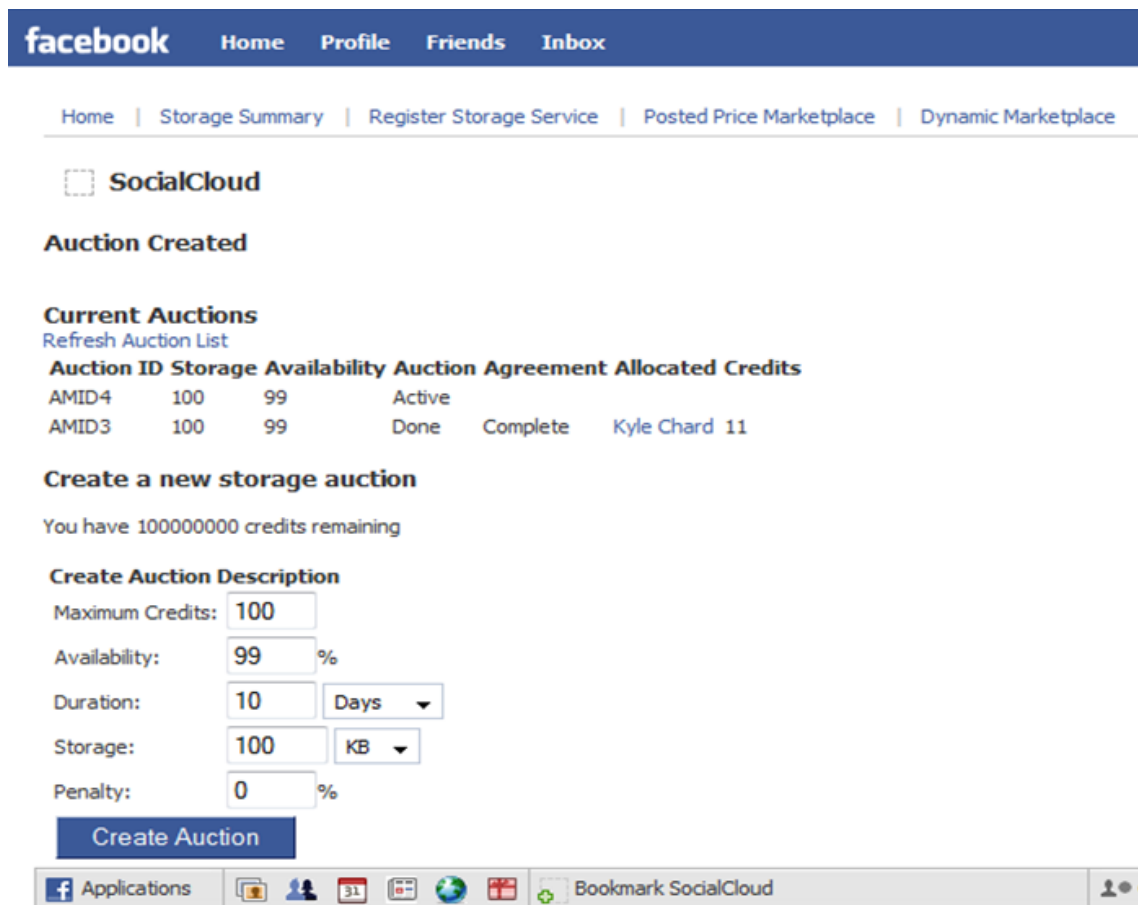 facebook Home Profile Friends Inbox
Home | Storage Summary | Register Storage Service | Posted Price Marketplace | Dynamic Marketplace
SocialCloud
Auction Created
Current Auctions
Refresh Auction List
Auction ID Storage Availability Auction Agreement Allocated Credits
AMID4 100 99 Active
AMID3 100 99 Done Complete Kyle Chard 11
Create a new storage auction
You have 100000000 credits remaining
Create Auction Description
Maximum Credits: 100
Availability: 99 %
Duration: 10 Days
Storage: 100 KB
Penalty: 0 %
Create Auction
f Applications 31 Bookmark SocialCloud